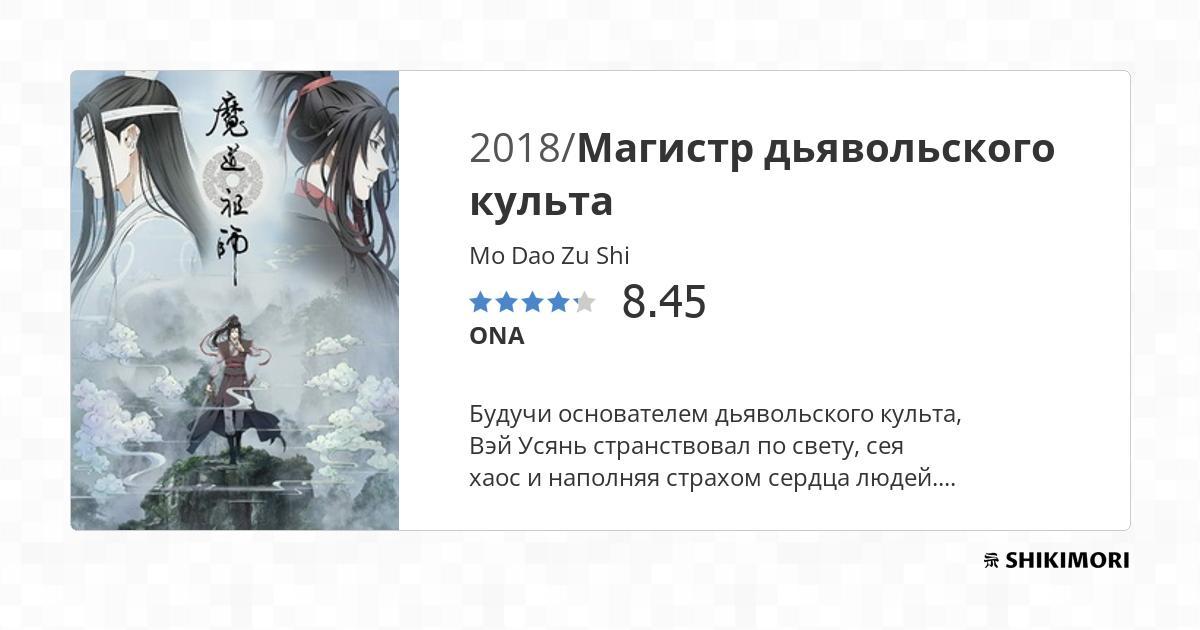 魔
道
祖
师
2018/Магистр дьявольского
культа
Mo Dao Zu Shi
8.45
ONA
Будучи основателем дьявольского культа,
Вэй Усянь странствовал по свету, сея
хаос и наполняя страхом сердца людей....
SHIKIMORI